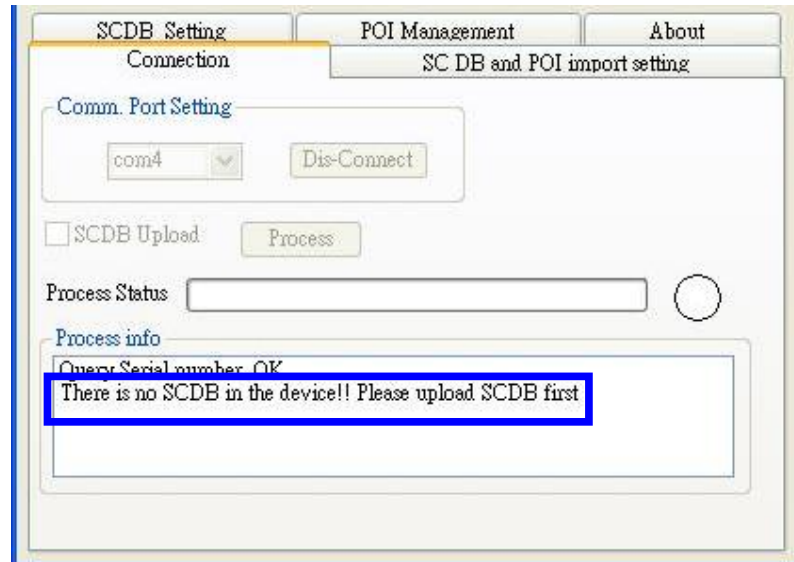 SCDB Setting
POI Management
About
Connection
SC DB and POI import setting
Comm. Port Setting
com4
Dis-Connect
SCDB Upload
Process
Process Status
Process info
Query Serial number OK
There is no SCDB in the device!! Please upload SCDB first